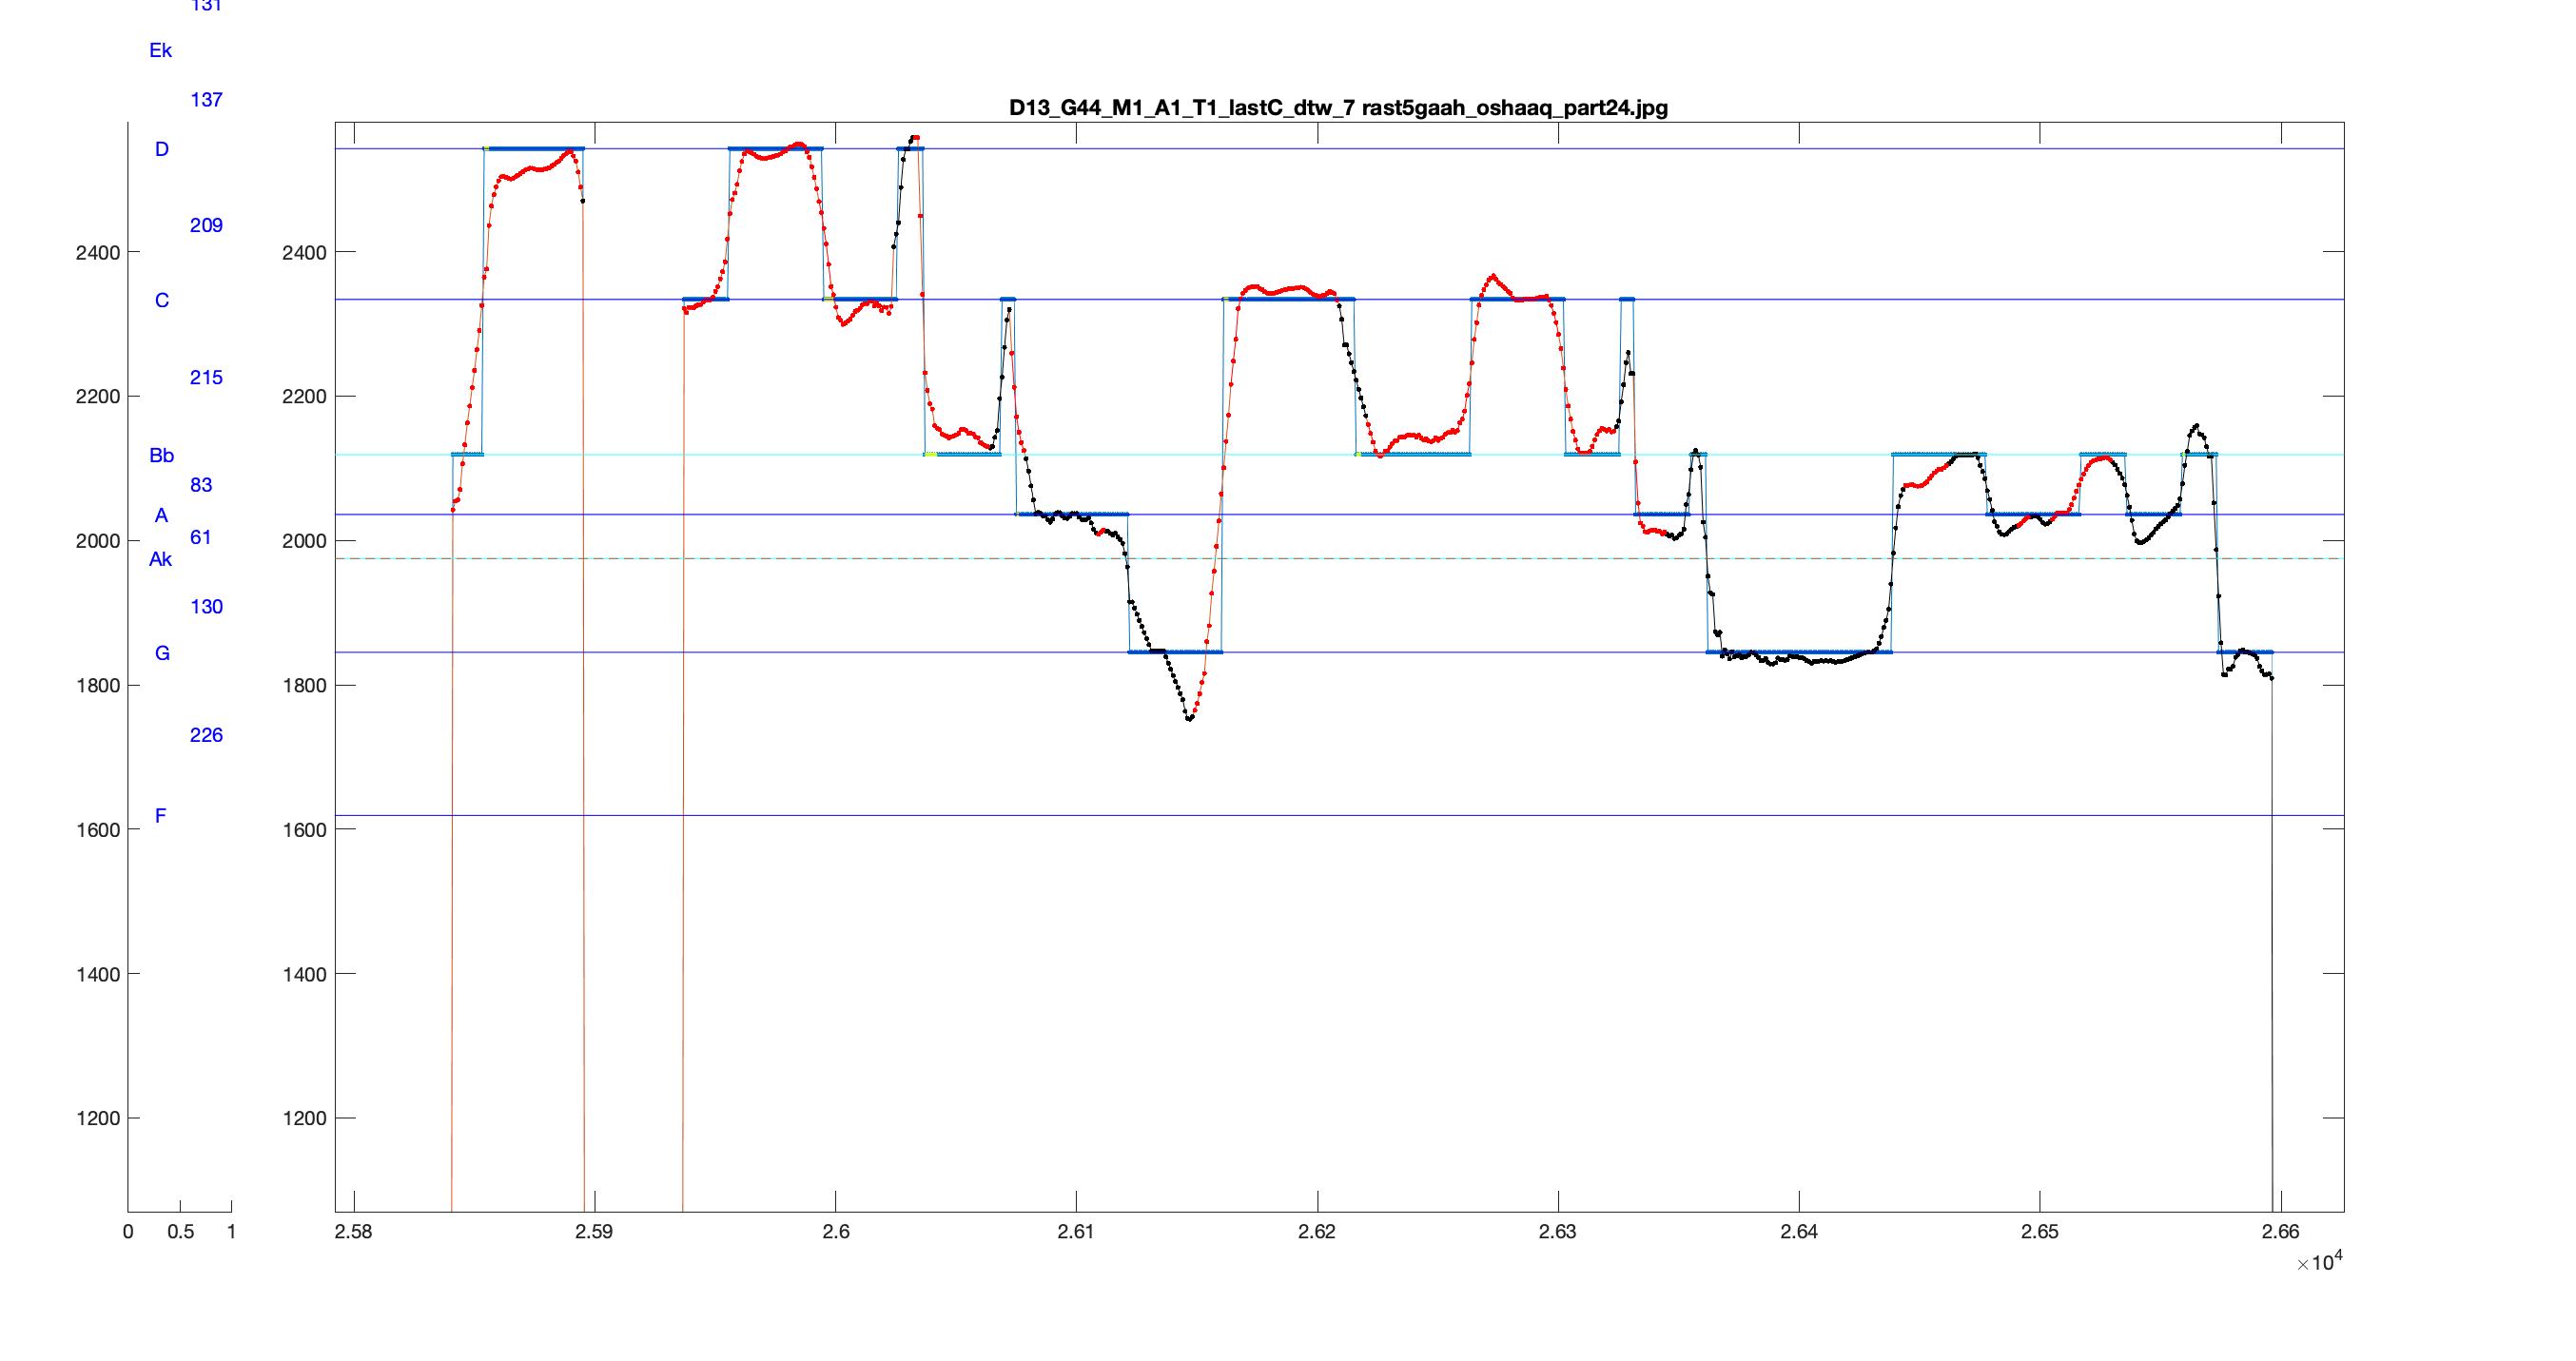 131
Ek
137
D13_G44_M1_A1_T1_lastC_dtw_7 rast5gaah_oshaaq_part24.jpg
D
209
2400 2400
C
215
2200 2200
Bb
83
A
61
2000 2000
Ak
130
G
1800 1800
226
F
1600 1600
1400 1400
1200 1200
0 0.5 1 2.58 2.59 2.6 2.61 2.62 2.63 2.64 2.65 2.66
×10^4